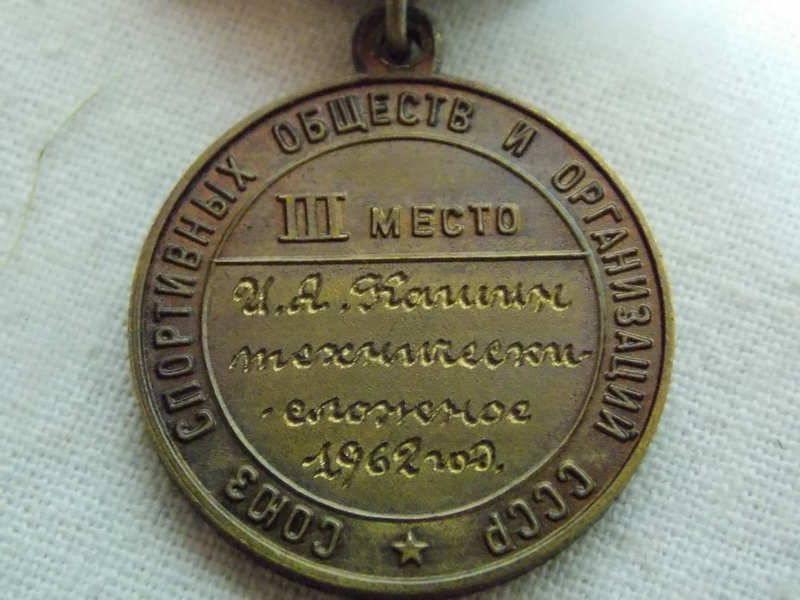 СОЮЗ СПОРТИВНЫХ ОБЩЕСТВ И ОРГАНИЗАЦИЙ СССР
III МЕСТО
И. А. Кашин
технически-
-сложное
1962 год.